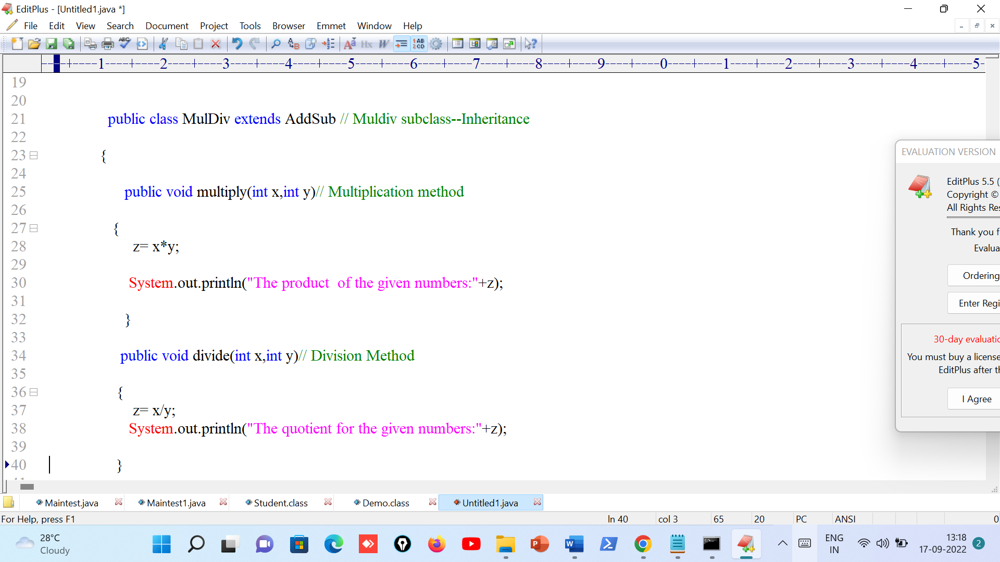 EditPlus - [Untitled1.java *]
File Edit View Search Document Project Tools Browser Emmet Window Help
----+----1----+----2----+----3----+----4----+----5----+----6----+----7----+----8----+----9----+----0----+----1----+----2----+----3----+----4----+----5-
19
20
21 public class MulDiv extends AddSub // Muldiv subclass--Inheritance
22
23 {
24
25 public void multiply(int x,int y)// Multiplication method
26
27 {
28 z= x*y;
29
30 System.out.println("The product  of the given numbers:"+z);
31
32 }
33
34 public void divide(int x,int y)// Division Method
35
36 {
37 z= x/y;
38 System.out.println("The quotient for the given numbers:"+z);
39
40 }
EVALUATION VERSION
EditPlus 5.5 (
Copyright ©
All Rights Res
Thank you f
Evalua
Ordering
Enter Regi
30-day evaluatio
You must buy a license
EditPlus after th
I Agree
Maintest.java Maintest1.java Student.class Demo.class Untitled1.java
For Help, press F1 ln 40 col 3 65 20 PC ANSI 0
28°C
Cloudy
ENG
IN
13:18
17-09-2022
2